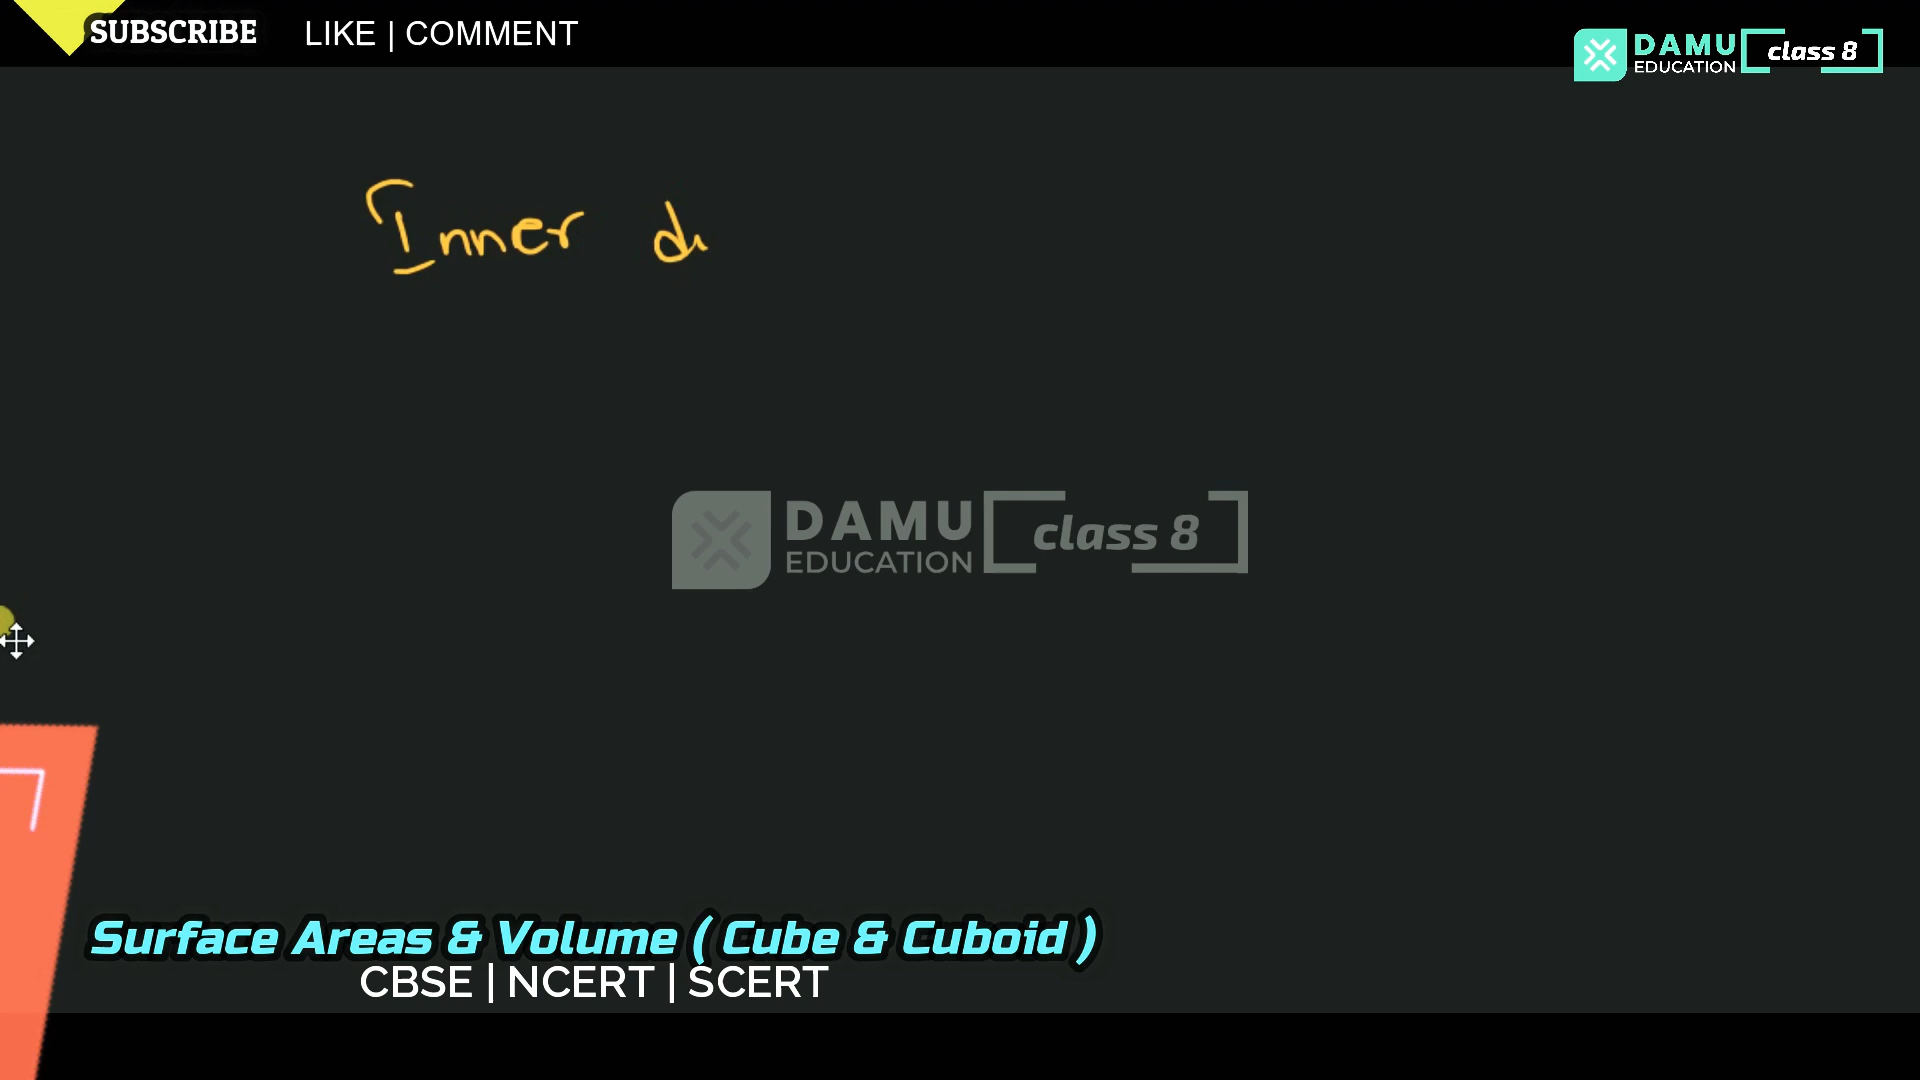 SUBSCRIBE LIKE | COMMENT
DAMU
EDUCATION
class 8
Inner
DAMU
EDUCATION
class 8
Surface Areas & Volume ( Cube & Cuboid )
CBSE | NCERT | SCERT